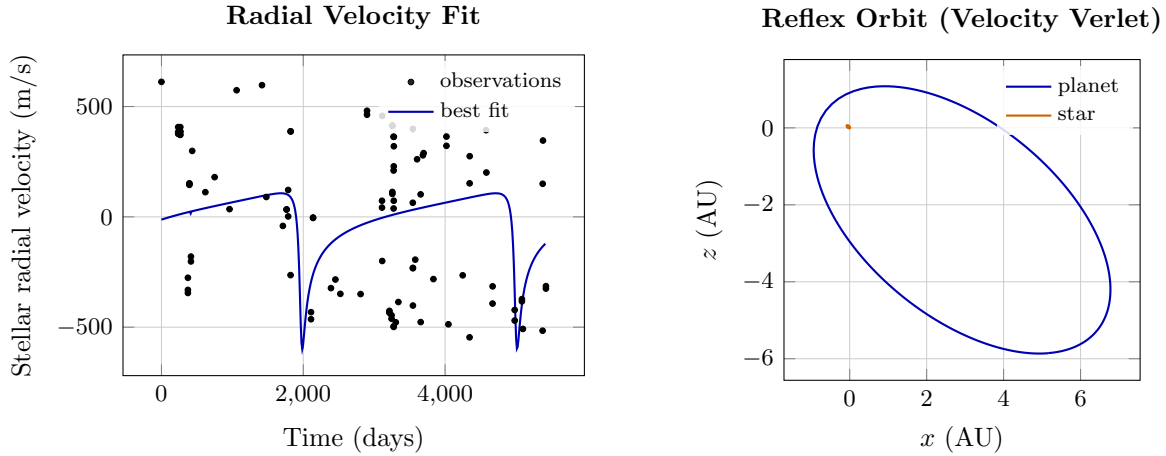 Radial Velocity Fit
Stellar radial velocity (m/s)
500
0
−500
observations
best fit
0
2,000
4,000
Time (days)
Reflex Orbit (Velocity Verlet)
z (AU)
0
−2
−4
−6
planet
star
0
2
4
6
x (AU)